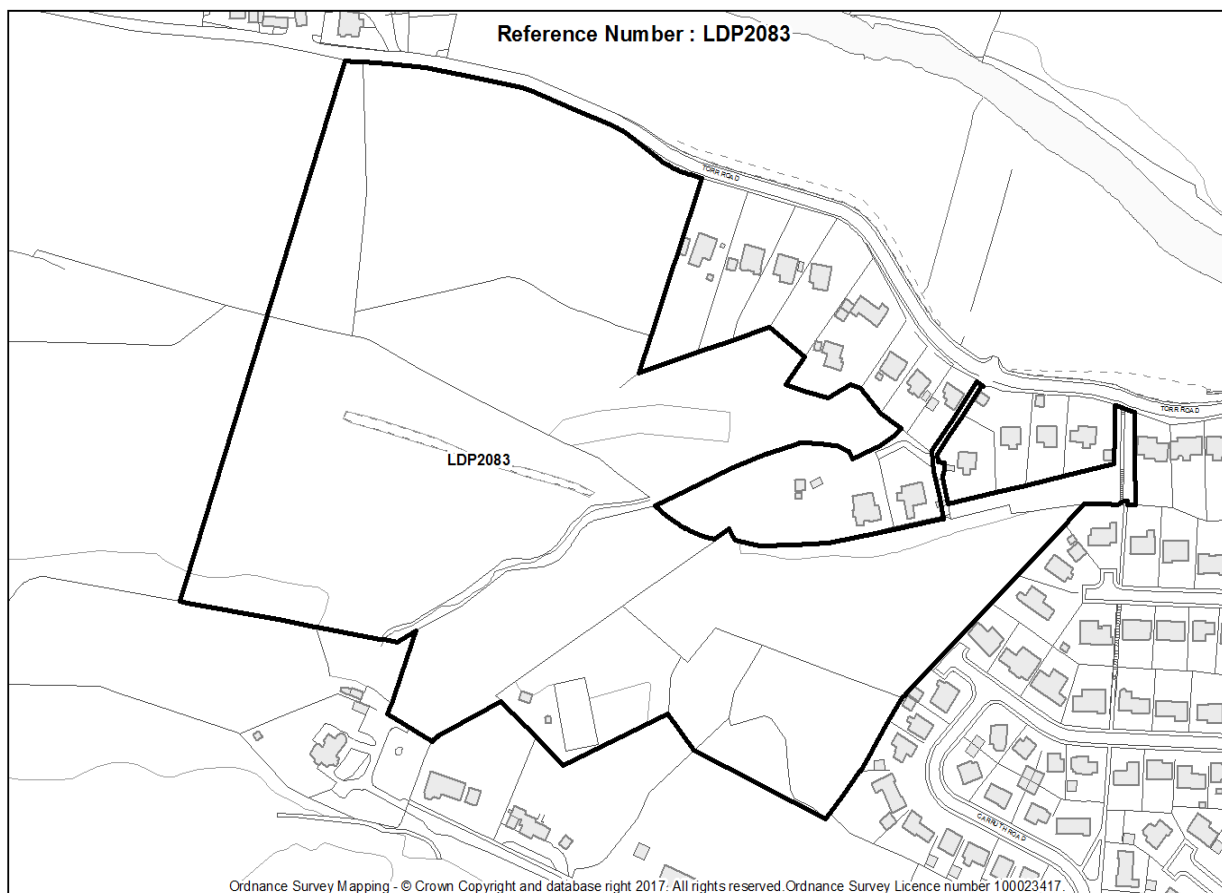 Reference Number : LDP2083
TORR ROAD
TORR ROAD
LDP2083
CARRUTH ROAD
Ordnance Survey Mapping - © Crown Copyright and database right 2017. All rights reserved. Ordnance Survey Licence number 100023417.